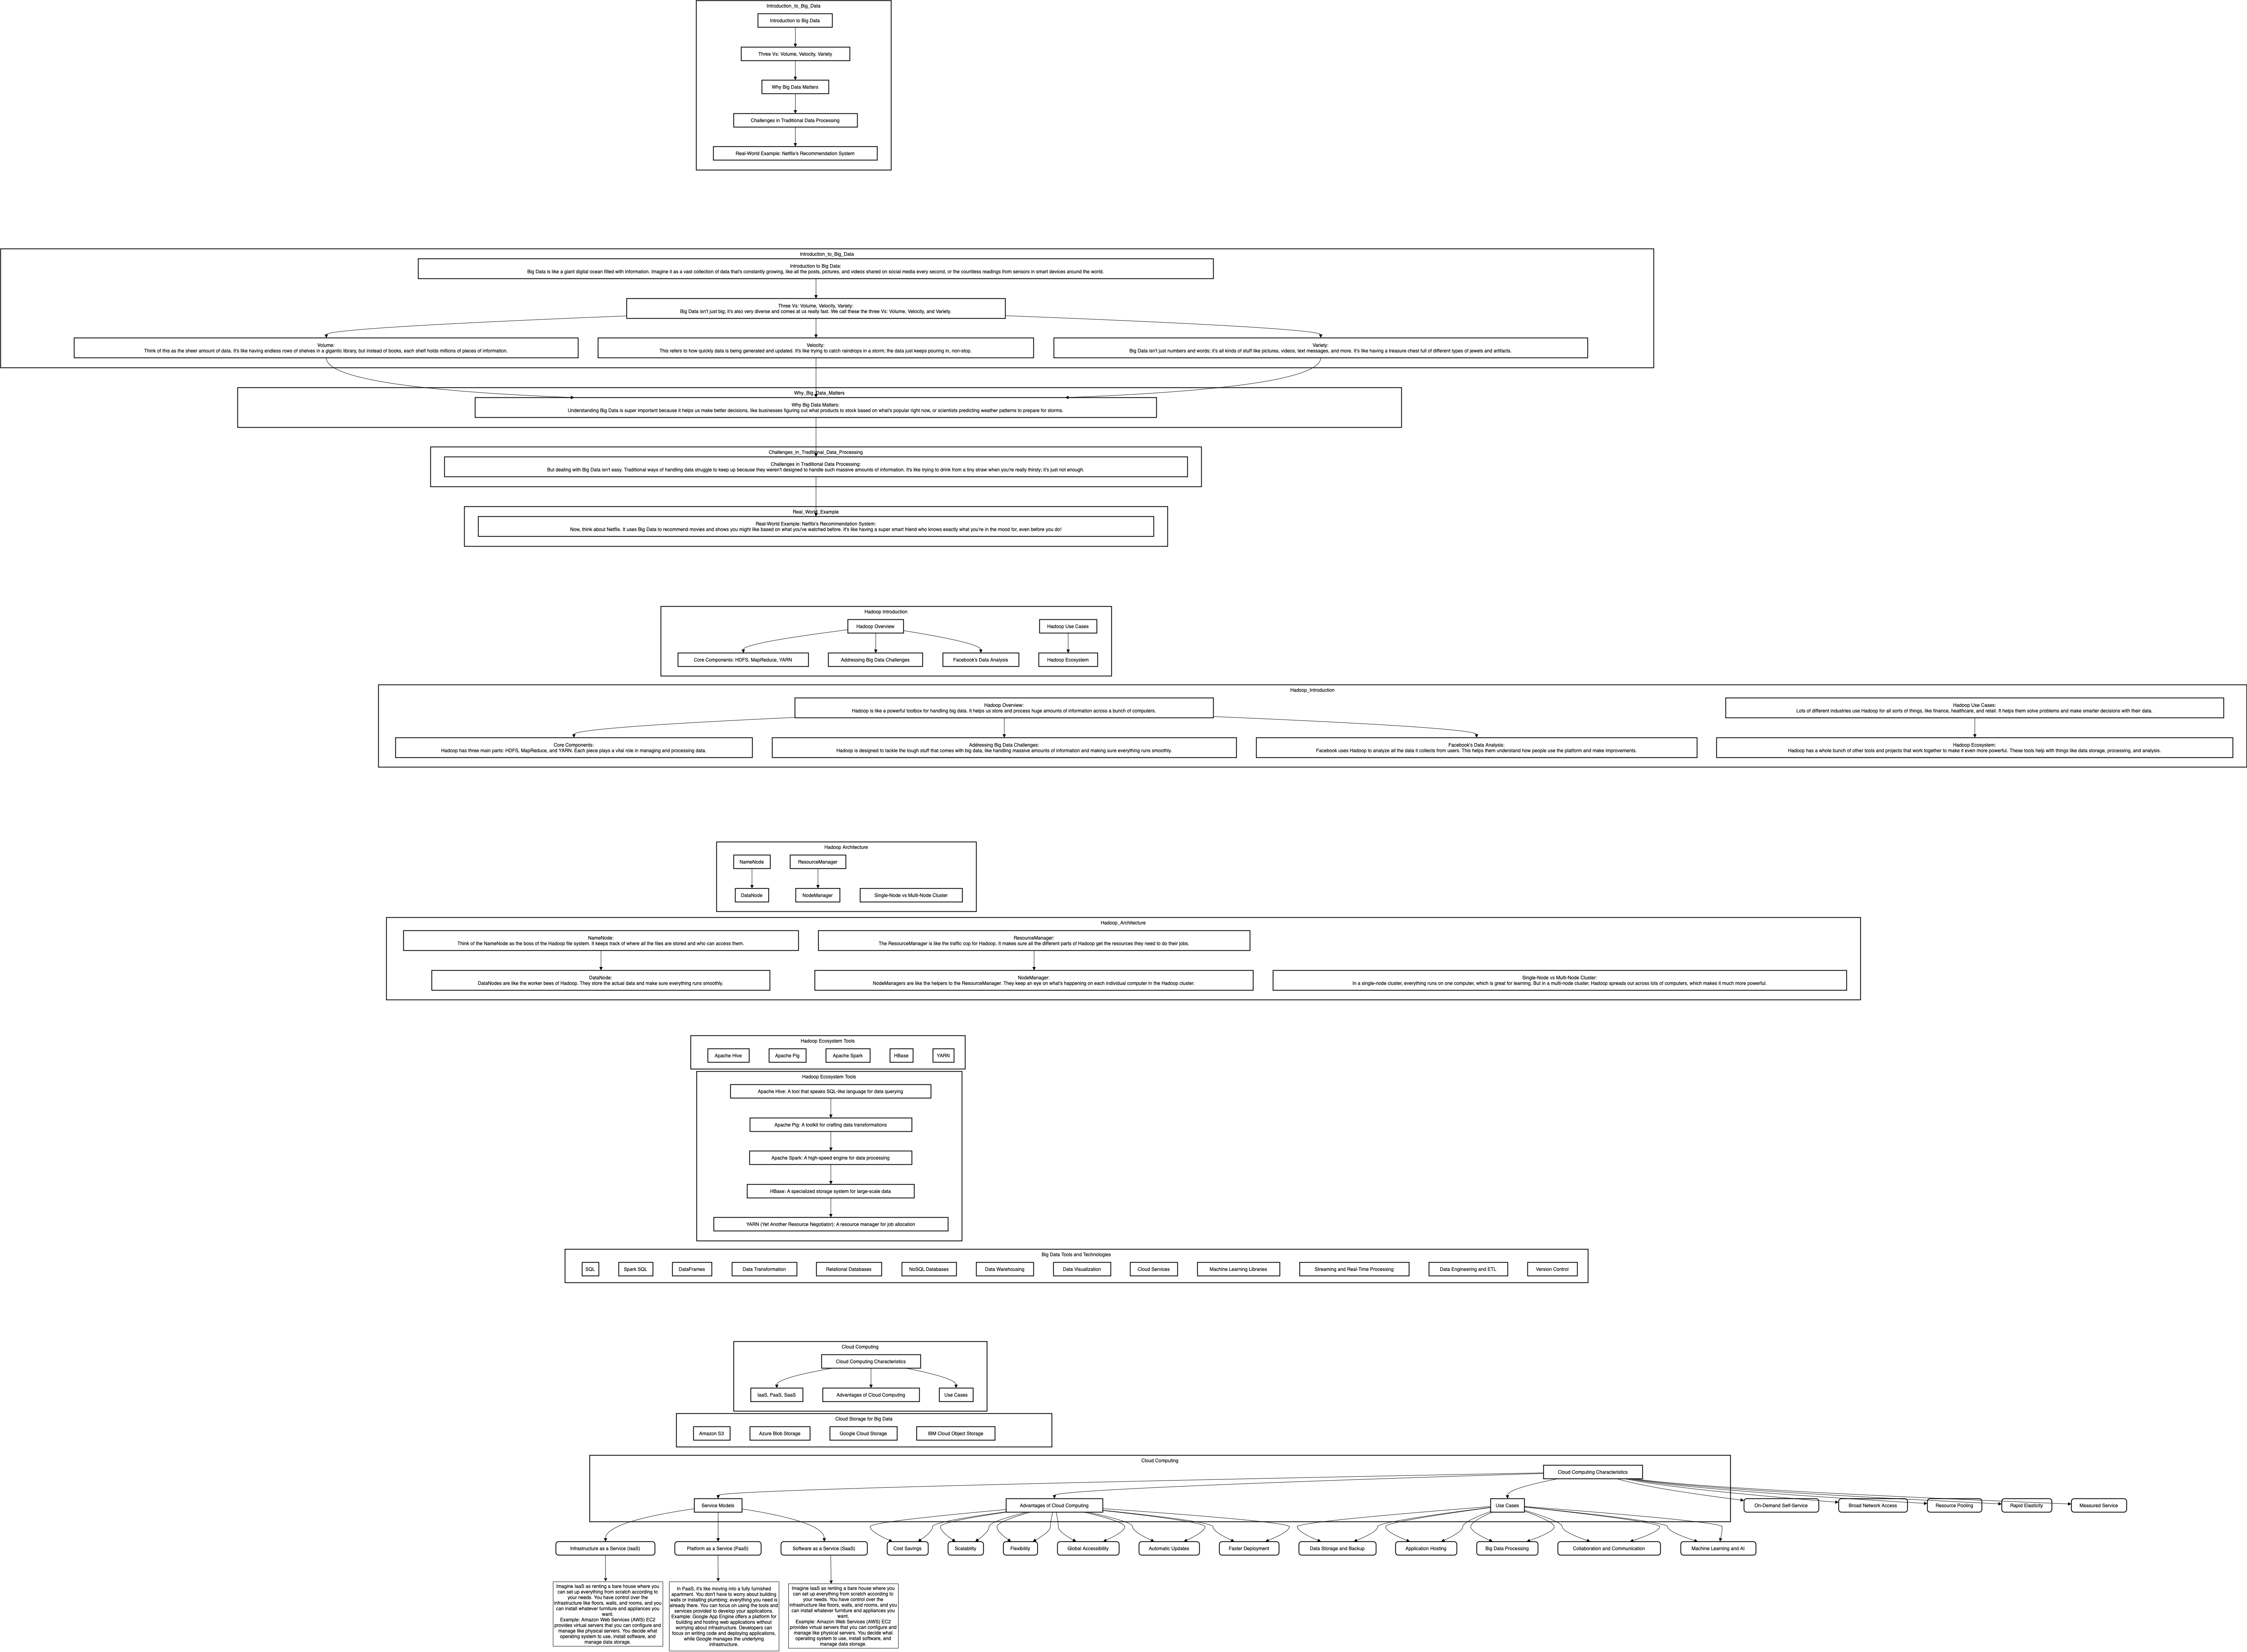 Introduction_to_Big_Data
Introduction to Big Data
Three Vs: Volume, Velocity, Variety
Why Big Data Matters
Challenges in Traditional Data Processing
Real-World Example: Netflix's Recommendation System
Introduction_to_Big_Data
Introduction to Big Data:
Big Data is like a giant digital ocean filled with information. Imagine it as a vast collection of data that's constantly growing, like all the posts, pictures, and videos shared on social media every second, or the countless readings from sensors in smart devices around the world.
Three Vs: Volume, Velocity, Variety:
Big Data isn't just big; it's also very diverse and comes at us really fast. We call these the three Vs: Volume, Velocity, and Variety.
Volume:
Think of this as the sheer amount of data. It's like having endless rows of shelves in a gigantic library, but instead of books, each shelf holds millions of pieces of information.
Velocity:
This refers to how quickly data is being generated and updated. It's like trying to catch raindrops in a storm; the data just keeps pouring in, non-stop.
Variety:
Big Data isn't just numbers and words; it's all kinds of stuff like pictures, videos, text messages, and more. It's like having a treasure chest full of different types of jewels and artifacts.
Why_Big_Data_Matters
Why Big Data Matters:
Understanding Big Data is super important because it helps us make better decisions, like businesses figuring out what products to stock based on what's popular right now, or scientists predicting weather patterns to prepare for storms.
Challenges_in_Traditional_Data_Processing
Challenges in Traditional Data Processing:
But dealing with Big Data isn't easy. Traditional ways of handling data struggle to keep up because they weren't designed to handle such massive amounts of information. It's like trying to drink from a tiny straw when you're really thirsty; it's just not enough.
Real_World_Example
Real-World Example: Netflix's Recommendation System:
Now, think about Netflix. It uses Big Data to recommend movies and shows you might like based on what you've watched before. It's like having a super smart friend who knows exactly what you're in the mood for, even before you do!
Hadoop Introduction
Hadoop Overview
Hadoop Use Cases
Core Components: HDFS, MapReduce, YARN
Addressing Big Data Challenges
Facebook's Data Analysis
Hadoop Ecosystem
Hadoop_Introduction
Hadoop Overview:
Hadoop is like a powerful toolbox for handling big data. It helps us store and process huge amounts of information across a bunch of computers.
Hadoop Use Cases:
Lots of different industries use Hadoop for all sorts of things, like finance, healthcare, and retail. It helps them solve problems and make smarter decisions with their data.
Core Components:
Hadoop has three main parts: HDFS, MapReduce, and YARN. Each piece plays a vital role in managing and processing data.
Addressing Big Data Challenges:
Hadoop is designed to tackle the tough stuff that comes with big data, like handling massive amounts of information and making sure everything runs smoothly.
Facebook's Data Analysis:
Facebook uses Hadoop to analyze all the data it collects from users. This helps them understand how people use the platform and make improvements.
Hadoop Ecosystem:
Hadoop has a whole bunch of other tools and projects that work together to make it even more powerful. These tools help with things like data storage, processing, and analysis.
Hadoop Architecture
NameNode
ResourceManager
DataNode
NodeManager
Single-Node vs Multi-Node Cluster
Hadoop_Architecture
NameNode:
Think of the NameNode as the boss of the Hadoop file system. It keeps track of where all the files are stored and who can access them.
ResourceManager:
The ResourceManager is like the traffic cop for Hadoop. It makes sure all the different parts of Hadoop get the resources they need to do their jobs.
DataNode:
DataNodes are like the worker bees of Hadoop. They store the actual data and make sure everything runs smoothly.
NodeManager:
NodeManagers are like the helpers to the ResourceManager. They keep an eye on what's happening on each individual computer in the Hadoop cluster.
Single-Node vs Multi-Node Cluster:
In a single-node cluster, everything runs on one computer, which is great for learning. But in a multi-node cluster, Hadoop spreads out across lots of computers, which makes it much more powerful.
Hadoop Ecosystem Tools
Apache Hive
Apache Pig
Apache Spark
HBase
YARN
Hadoop Ecosystem Tools
Apache Hive: A tool that speaks SQL-like language for data querying
Apache Pig: A toolkit for crafting data transformations
Apache Spark: A high-speed engine for data processing
HBase: A specialized storage system for large-scale data
YARN (Yet Another Resource Negotiator): A resource manager for job allocation
Big Data Tools and Technologies
SQL
Spark SQL
DataFrames
Data Transformation
Relational Databases
NoSQL Databases
Data Warehousing
Data Visualization
Cloud Services
Machine Learning Libraries
Streaming and Real-Time Processing
Data Engineering and ETL
Version Control
Cloud Computing
Cloud Computing Characteristics
IaaS, PaaS, SaaS
Advantages of Cloud Computing
Use Cases
Cloud Storage for Big Data
Amazon S3
Azure Blob Storage
Google Cloud Storage
IBM Cloud Object Storage
Cloud Computing
Cloud Computing Characteristics
Service Models
Advantages of Cloud Computing
Use Cases
On-Demand Self-Service
Broad Network Access
Resource Pooling
Rapid Elasticity
Measured Service
Infrastructure as a Service (IaaS)
Platform as a Service (PaaS)
Software as a Service (SaaS)
Cost Savings
Scalability
Flexibility
Global Accessibility
Automatic Updates
Faster Deployment
Data Storage and Backup
Application Hosting
Big Data Processing
Collaboration and Communication
Machine Learning and AI
Imagine IaaS as renting a bare house where you
can set up everything from scratch according to
your needs. You have control over the
infrastructure like floors, walls, and rooms, and you
can install whatever furniture and appliances you
want.
Example: Amazon Web Services (AWS) EC2
provides virtual servers that you can configure and
manage like physical servers. You decide what
operating system to use, install software, and
manage data storage.
In PaaS, it's like moving into a fully furnished
apartment. You don't have to worry about building
walls or installing plumbing; everything you need is
already there. You can focus on using the tools and
services provided to develop your applications.
Example: Google App Engine offers a platform for
building and hosting web applications without
worrying about infrastructure. Developers can
focus on writing code and deploying applications,
while Google manages the underlying
infrastructure.
Imagine IaaS as renting a bare house where you
can set up everything from scratch according to
your needs. You have control over the
infrastructure like floors, walls, and rooms, and you
can install whatever furniture and appliances you
want.
Example: Amazon Web Services (AWS) EC2
provides virtual servers that you can configure and
manage like physical servers. You decide what
operating system to use, install software, and
manage data storage.